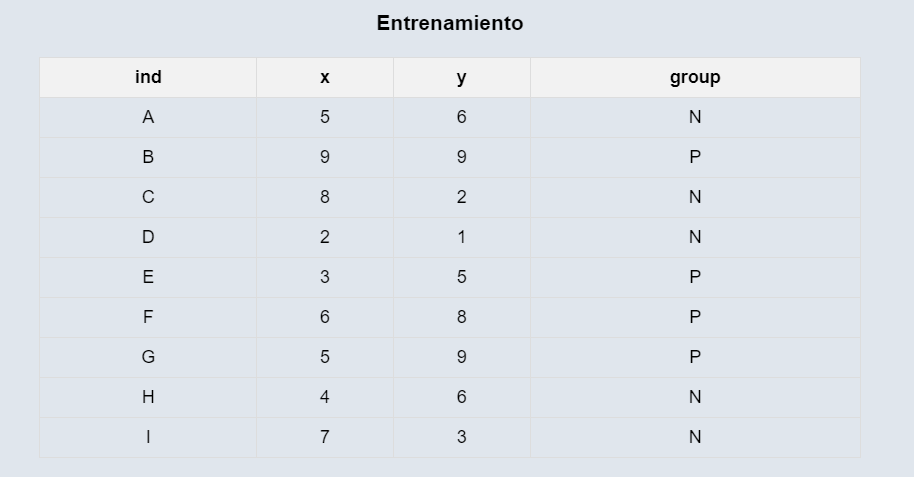 Entrenamiento
ind x y group
A 5 6 N
B 9 9 P
C 8 2 N
D 2 1 N
E 3 5 P
F 6 8 P
G 5 9 P
H 4 6 N
I 7 3 N